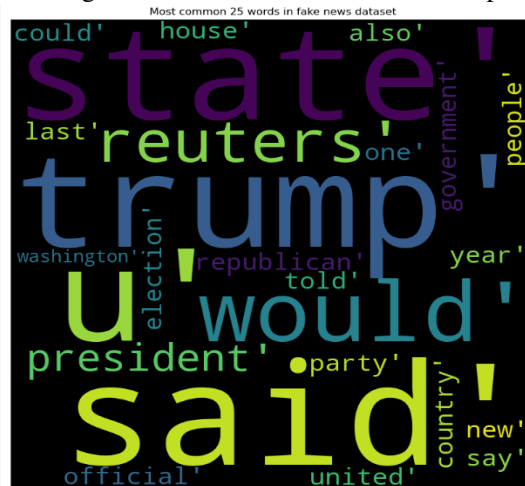 Most common 25 words in fake news dataset
could'
house'
also'
state'
people'
government'
last'
reuters'
one'
trump'
washington'
election'
republican'
year'
told'
u'
would'
president'
party'
said'
country'
new'
say'
official'
united'